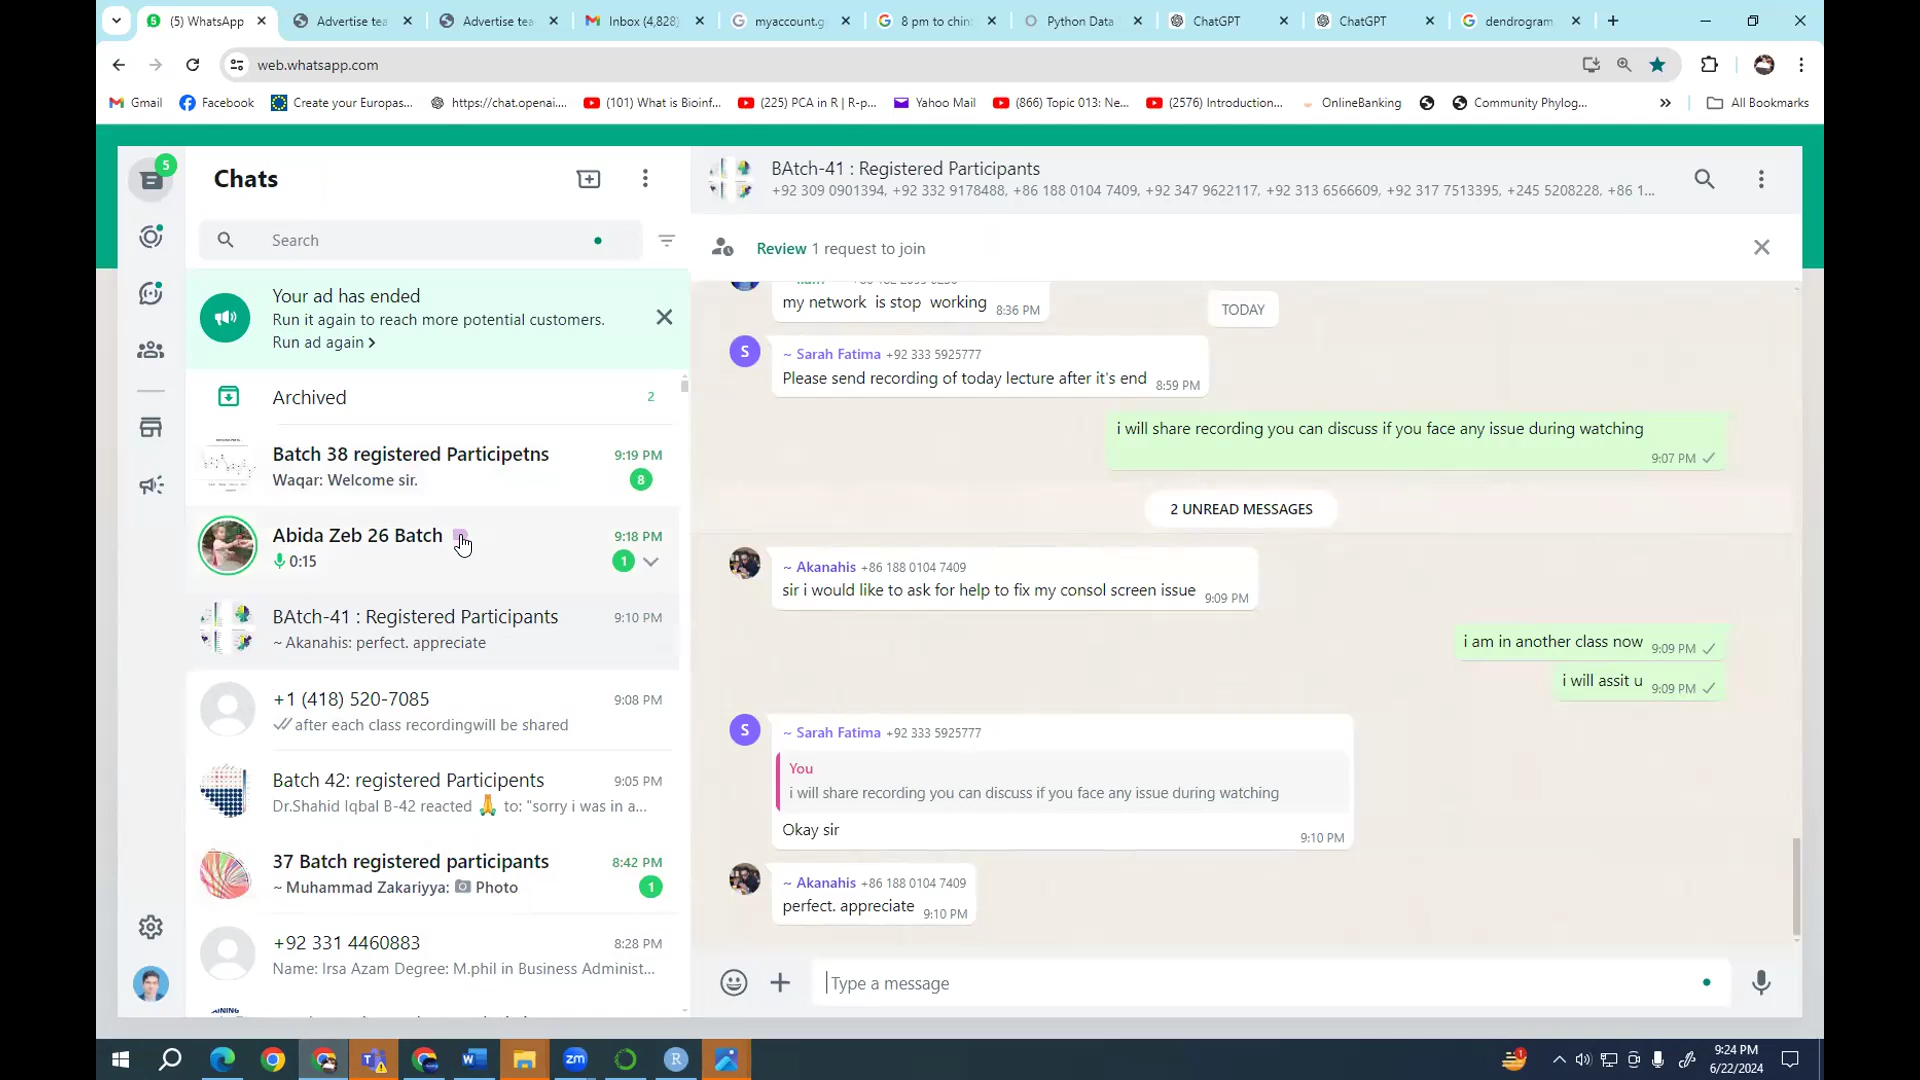 (5) WhatsApp
Advertise tea
Advertise tea
Inbox (4,828)
myaccount.g
8 pm to chin
Python Data
ChatGPT
ChatGPT
dendrogram
web.whatsapp.com
Gmail
Facebook
Create your Europas...
https://chat.openai....
(101) What is Bioinf...
(225) PCA in R | R-p...
Yahoo Mail
(866) Topic 013: Ne...
(2576) Introduction...
OnlineBanking
Community Phylog...
All Bookmarks
5
Chats
Search
Your ad has ended
Run it again to reach more potential customers.
Run ad again
Archived
2
Batch 38 registered Participetns
9:19 PM
Waqar: Welcome sir.
8
Abida Zeb 26 Batch
9:18 PM
0:15
1
BAtch-41 : Registered Participants
9:10 PM
~ Akanahis: perfect. appreciate
+1 (418) 520-7085
9:08 PM
after each class recordingwill be shared
Batch 42: registered Participents
9:05 PM
Dr.Shahid Iqbal B-42 reacted 🙏 to: "sorry i was in a...
37 Batch registered participants
8:42 PM
~ Muhammad Zakariyya: Photo
1
+92 331 4460883
8:28 PM
Name: Irsa Azam Degree: M.phil in Business Administ...
BAtch-41 : Registered Participants
+92 309 0901394, +92 332 9178488, +86 188 0104 7409, +92 347 9622117, +92 313 6566609, +92 317 7513395, +245 5208228, +86 1...
Review 1 request to join
my network is stop working
8:36 PM
TODAY
S
~ Sarah Fatima +92 333 5925777
Please send recording of today lecture after it's end
8:59 PM
i will share recording you can discuss if you face any issue during watching
9:07 PM
2 UNREAD MESSAGES
~ Akanahis +86 188 0104 7409
sir i would like to ask for help to fix my consol screen issue
9:09 PM
i am in another class now
9:09 PM
i will assit u
9:09 PM
S
~ Sarah Fatima +92 333 5925777
You
i will share recording you can discuss if you face any issue during watching
Okay sir
9:10 PM
~ Akanahis +86 188 0104 7409
perfect. appreciate
9:10 PM
Type a message
zm
R
1
9:24 PM
6/22/2024